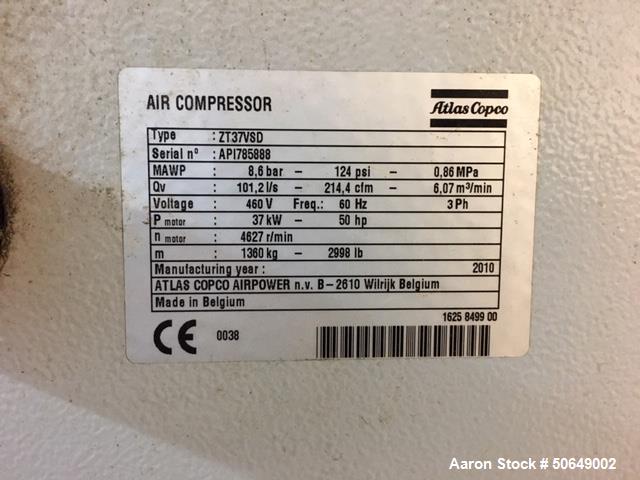 AIR COMPRESSOR
Atlas Copco
Type : ZT37VSD
Serial n° : API785888
MAWP : 8,6 bar – 124 psi – 0,86 MPa
Qv : 101,2 l/s – 214,4 cfm – 6,07 m³/min
Voltage : 460 V Freq.: 60 Hz 3 Ph
P motor : 37 kW – 50 hp
n motor : 4627 r/min
m : 1360 kg – 2998 lb
Manufacturing year : 2010
ATLAS COPCO AIRPOWER n.v. B – 2610 Wilrijk Belgium
Made in Belgium
1625 8499 00
CE 0038
Aaron Stock # 50649002